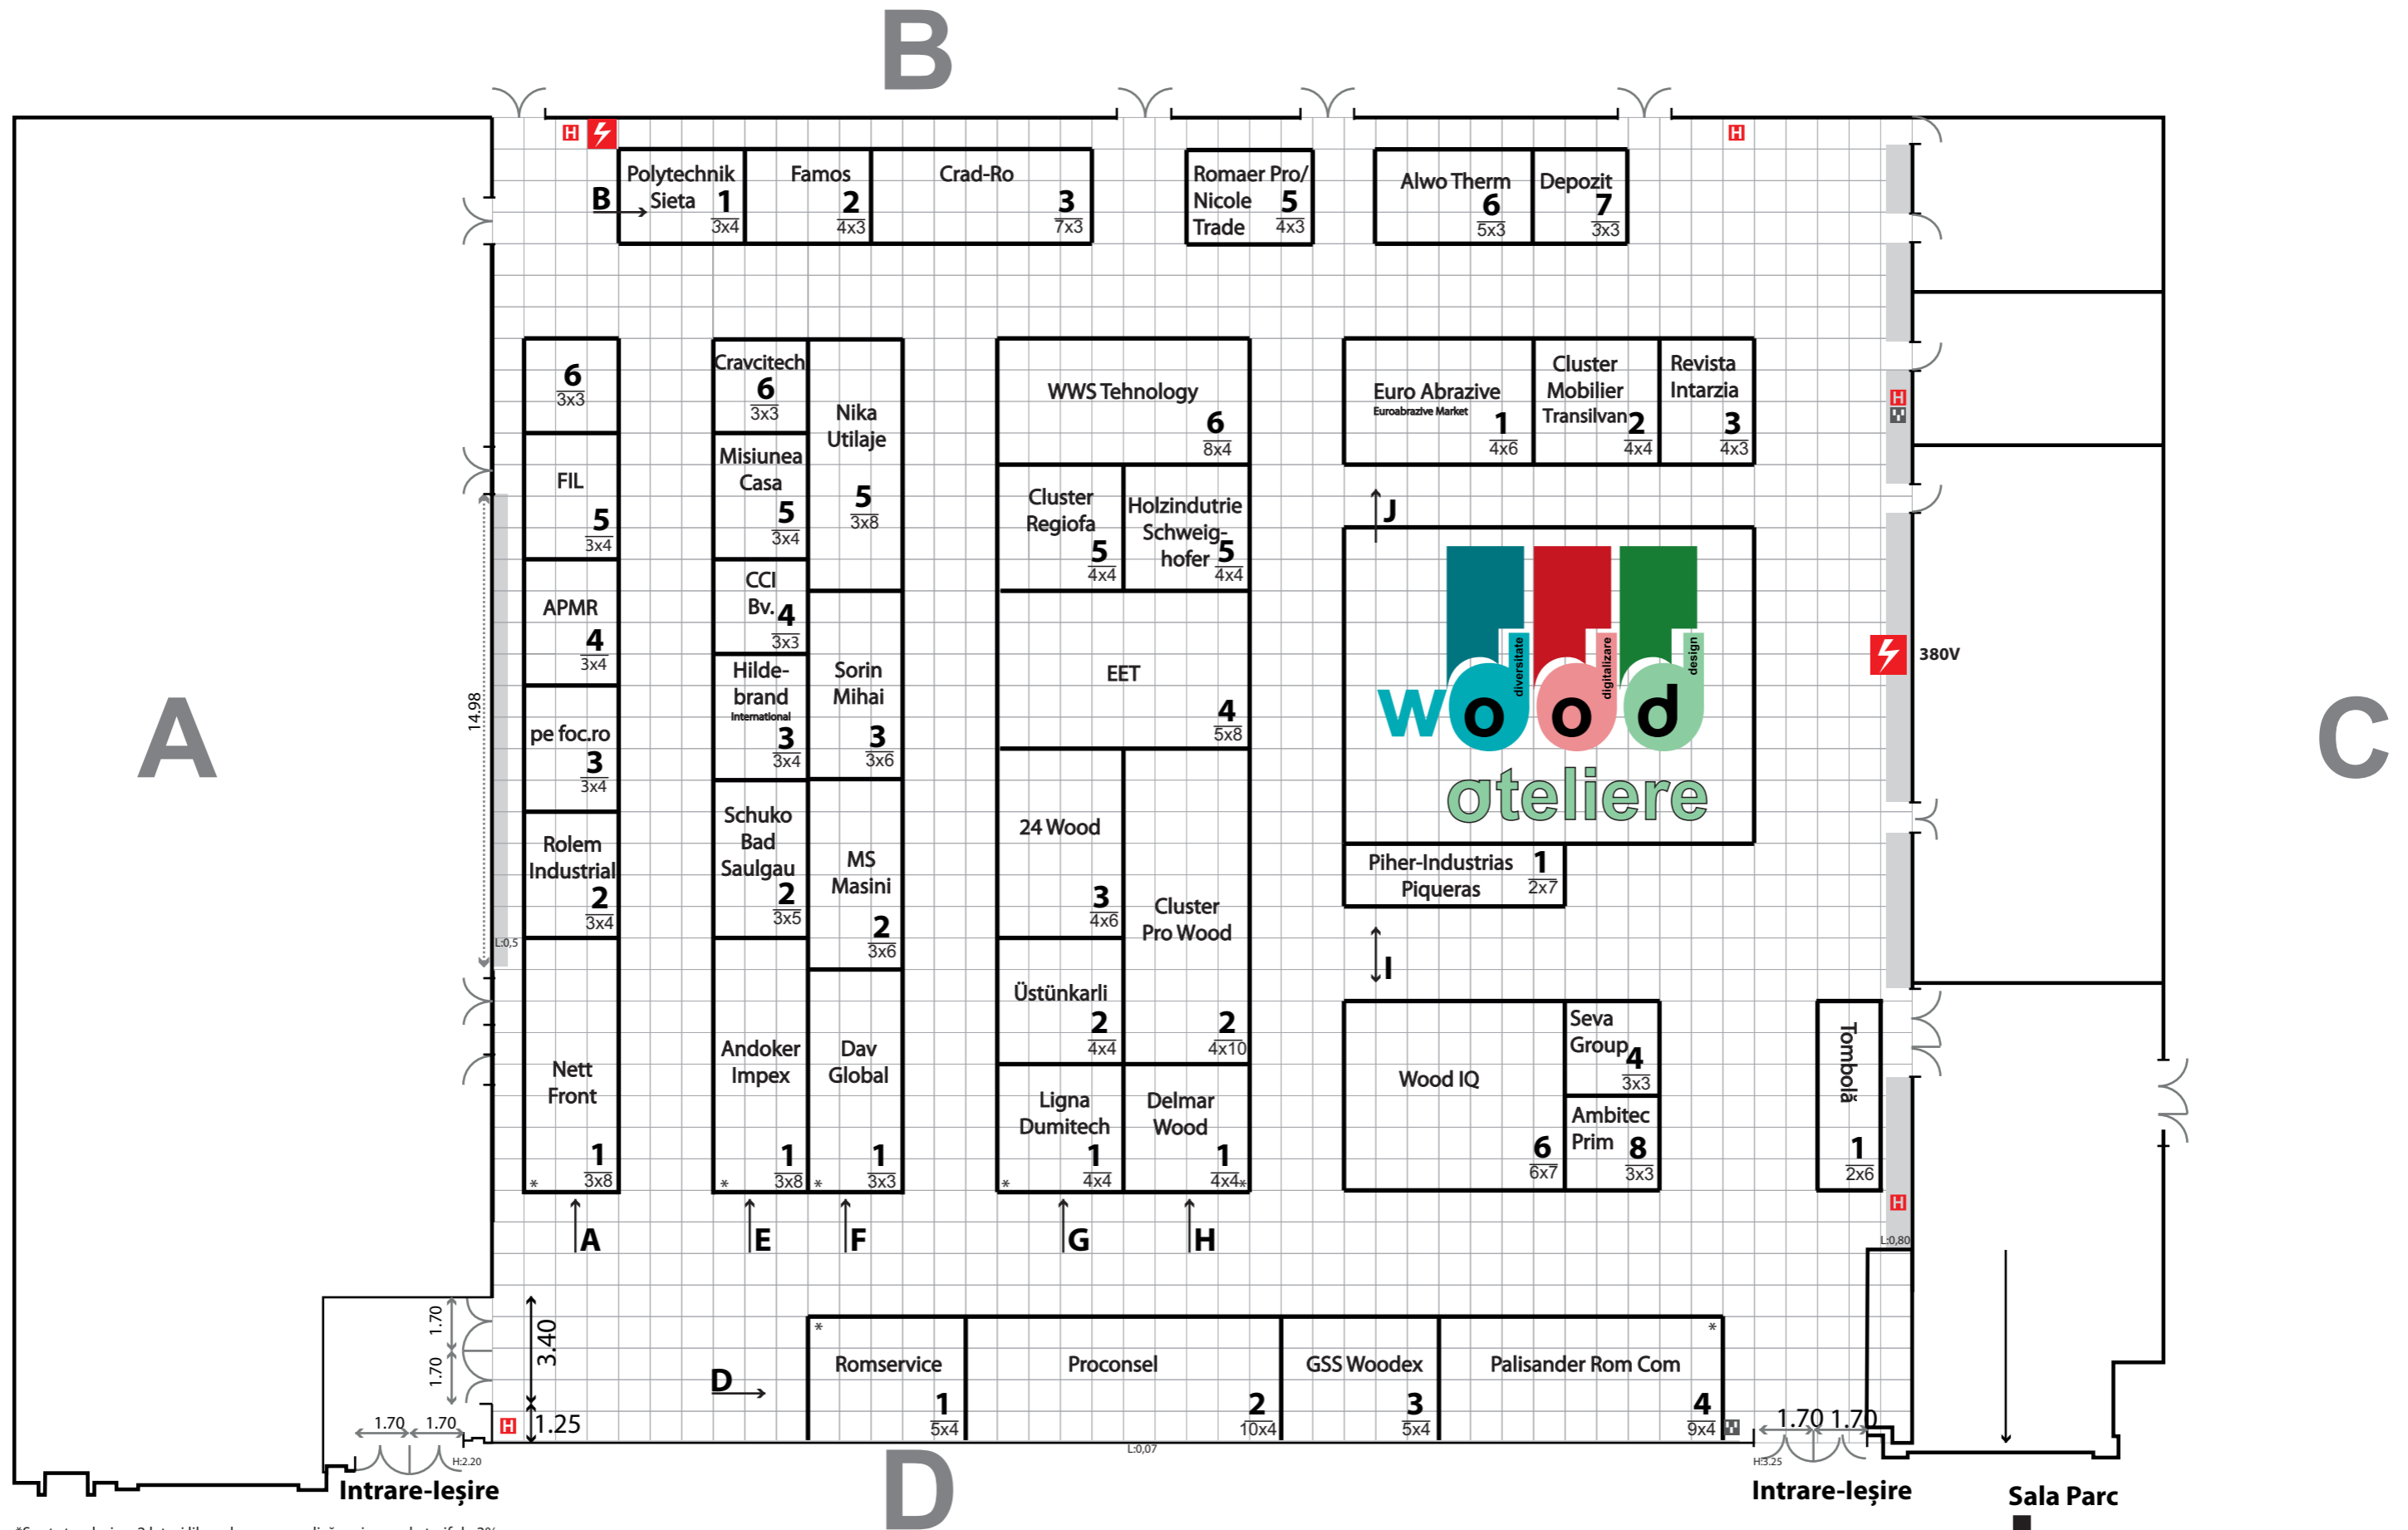 B
H
H
Polytechnik
Sieta
1
3x4
Famos
2
4x3
Crad-Ro
3
7x3
Romaer Pro/
Nicole
Trade
5
4x3
Alwo Therm
6
5x3
Depozit
7
3x3
B
6
3x3
FIL
5
3x4
APMR
4
3x4
pe foc.ro
3
3x4
Rolem
Industrial
2
3x4
Nett
Front
1
3x8
*
A
Cravcitech
6
3x3
Misiunea
Casa
5
3x4
CCI
Bv.
4
3x3
Hilde-
brand
International
3
3x4
Schuko
Bad
Saulgau
2
3x5
Andoker
Impex
1
3x8
*
E
Nika
Utilaje
5
3x8
Sorin
Mihai
3
3x6
MS
Masini
2
3x6
Dav
Global
1
3x3
*
F
WWS Tehnology
6
8x4
Cluster
Regiofa
5
4x4
Holzindutrie
Schweig-
hofer
5
4x4
EET
4
5x8
24 Wood
3
4x6
Cluster
Pro Wood
2
4x10
Üstünkarli
2
4x4
Ligna
Dumitech
1
4x4
*
G
Delmar
Wood
1
4x4*
H
Euro Abrazive
Euroabrazive Market
1
4x6
Cluster
Mobilier
Transilvan
2
4x4
Revista
Intarzia
3
4x3
J
wood
diversitate
digitalizare
design
ateliere
Piher-Industrias
Piqueras
1
2x7
I
Wood IQ
6
6x7
Seva
Group
4
3x3
Ambitec
Prim
8
3x3
Tombolă
1
2x6
H
380V
H
L:0,80
A
C
14.98
L:0,5
1.70
1.70
3.40
1.25
1.70 1.70
H
H:2.20
Intrare-Ieșire
D
*
Romservice
1
5x4
Proconsel
2
10x4
GSS Woodex
3
5x4
Palisander Rom Com
4
9x4
*
L:0,07
D
1.70 1.70
H:3.25
Intrare-Ieșire
Sala Parc